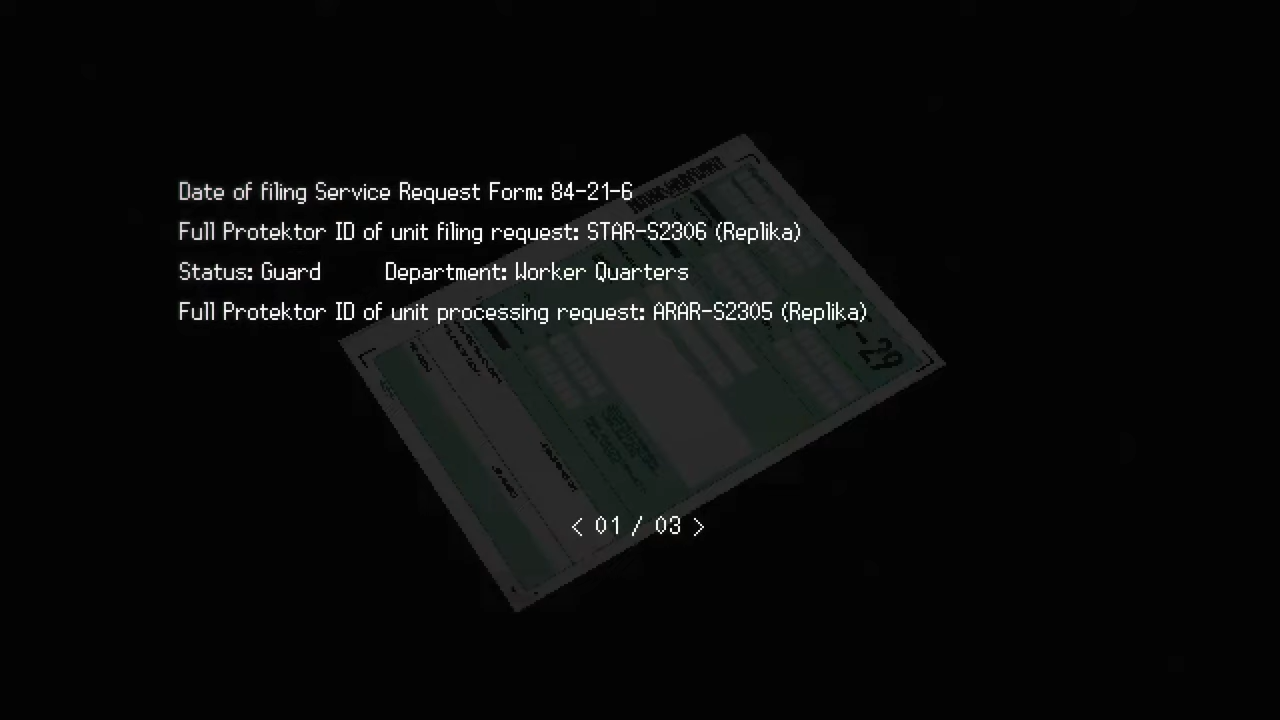 Date of filing Service Request Form: 84-21-6
Full Protektor ID of unit filing request: STAR-S2306 (Replika)
Status: Guard Department: Worker Quarters
Full Protektor ID of unit processing request: ARAR-S2305 (Replika)
< 01 / 03 >